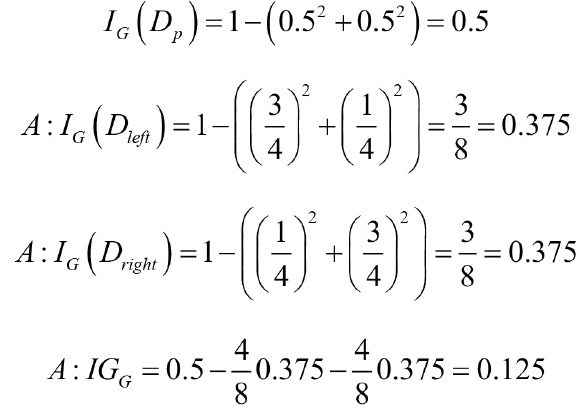 I_G(D_p) = 1 − (0.5² + 0.5²) = 0.5
A : I_G(D_left) = 1 − ((3/4)² + (1/4)²) = 3/8 = 0.375
A : I_G(D_right) = 1 − ((1/4)² + (3/4)²) = 3/8 = 0.375
A : IG_G = 0.5 − 4/8 0.375 − 4/8 0.375 = 0.125